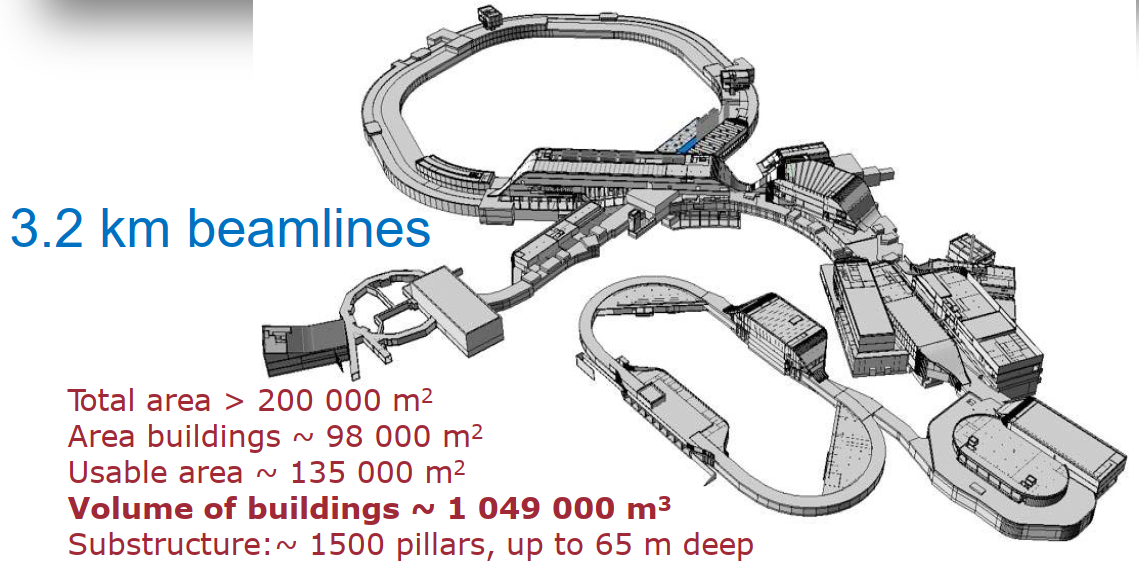 3.2 km beamlines
Total area > 200 000 m²
Area buildings ~ 98 000 m²
Usable area ~ 135 000 m²
Volume of buildings ~ 1 049 000 m³
Substructure:~ 1500 pillars, up to 65 m deep